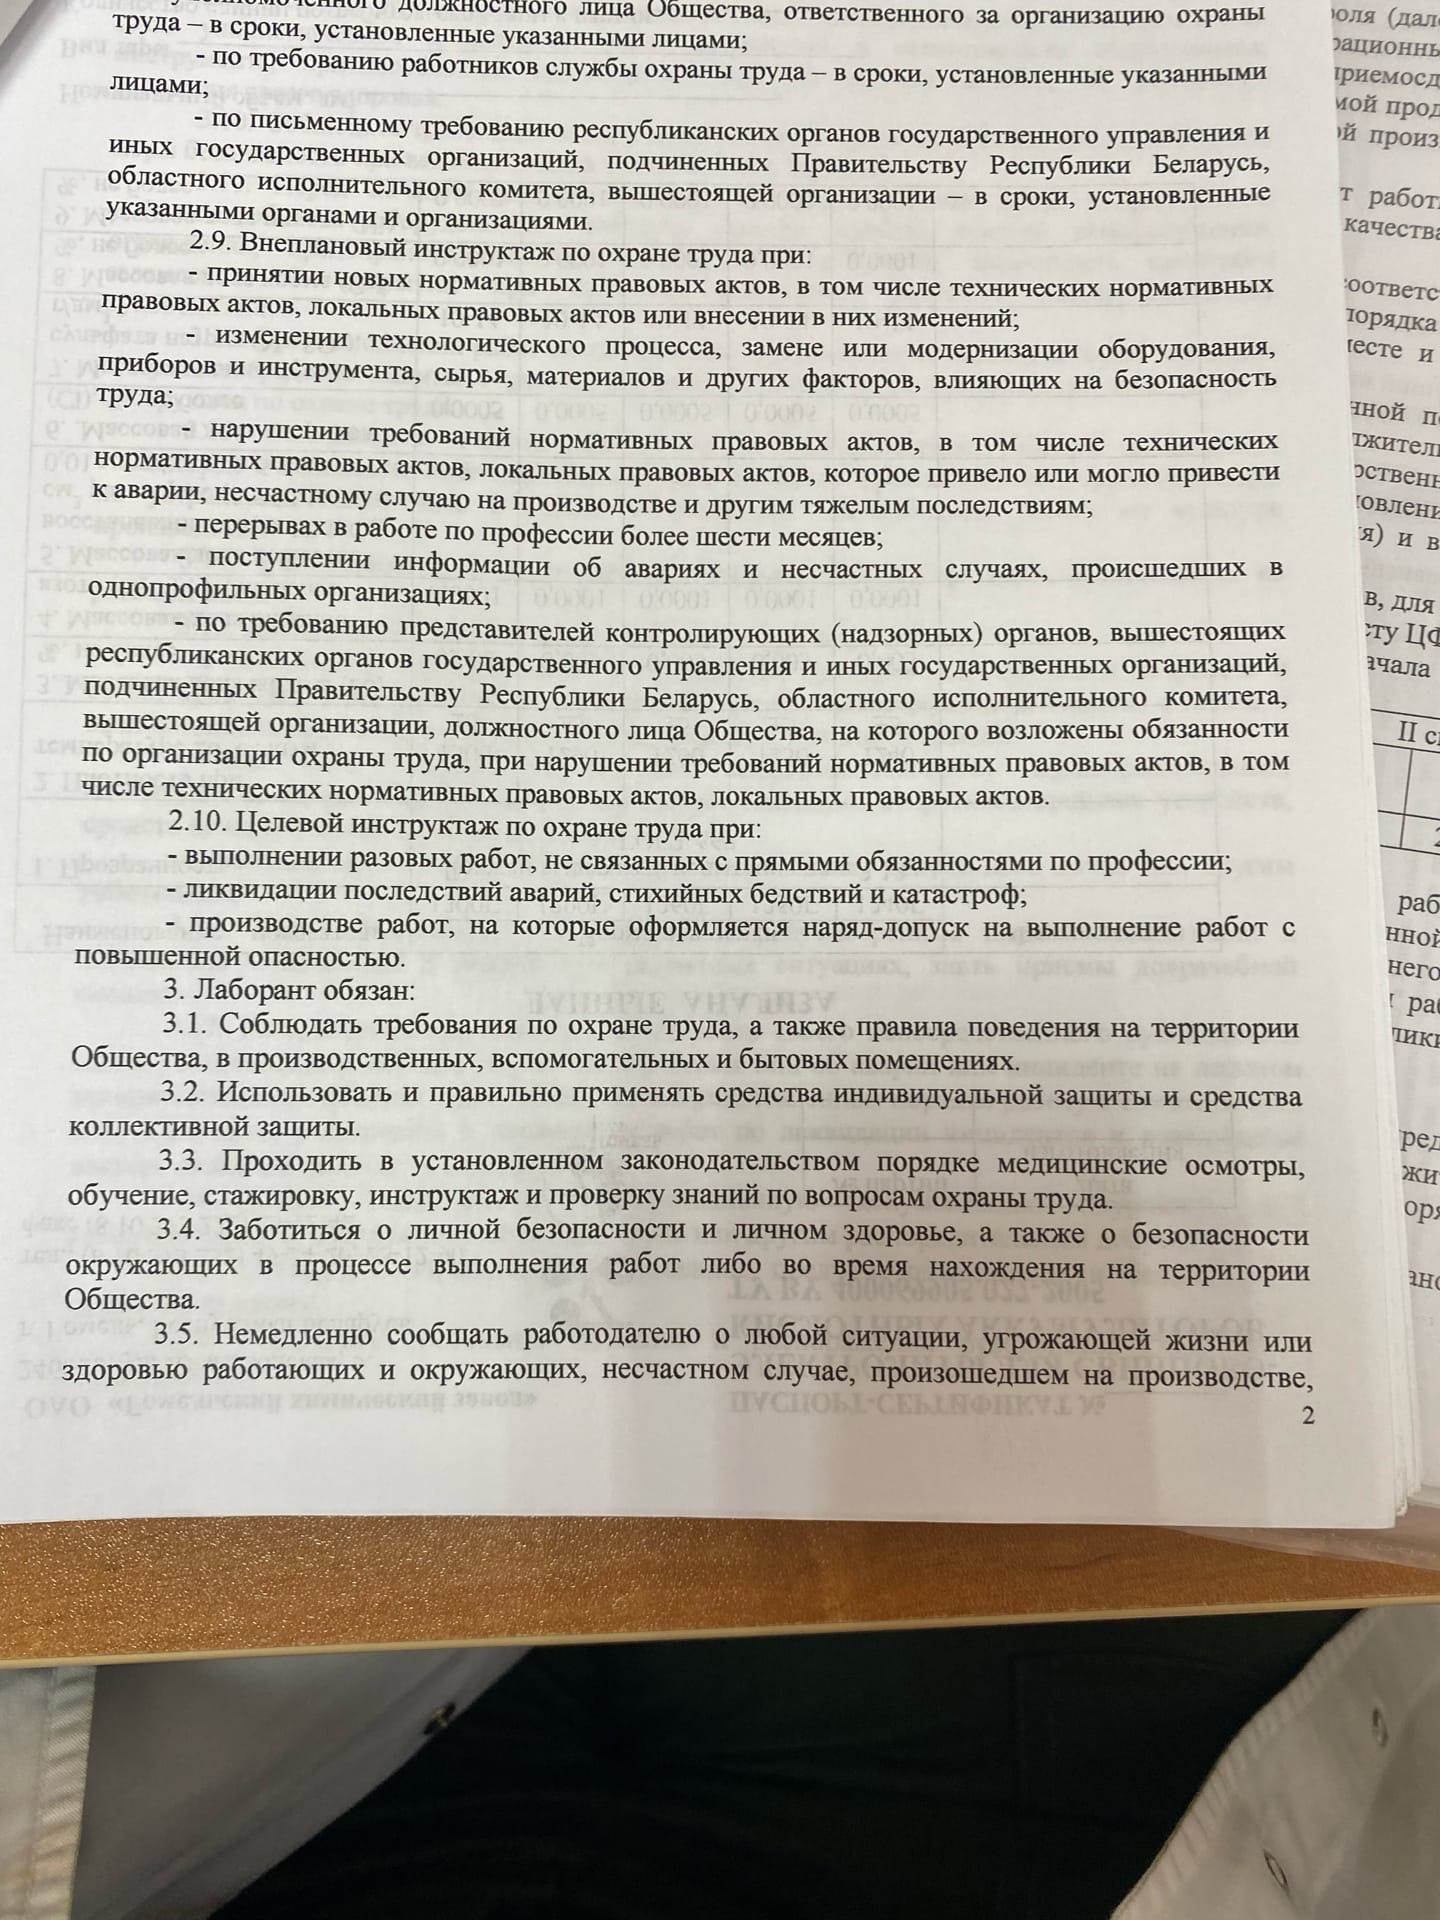 должностного лица Общества, ответственного за организацию охраны
труда – в сроки, установленные указанными лицами;
- по требованию работников службы охраны труда – в сроки, установленные указанными
лицами;
- по письменному требованию республиканских органов государственного управления и
иных государственных организаций, подчиненных Правительству Республики Беларусь,
областного исполнительного комитета, вышестоящей организации – в сроки, установленные
указанными органами и организациями.
2.9. Внеплановый инструктаж по охране труда при:
- принятии новых нормативных правовых актов, в том числе технических нормативных
правовых актов, локальных правовых актов или внесении в них изменений;
- изменении технологического процесса, замене или модернизации оборудования,
приборов и инструмента, сырья, материалов и других факторов, влияющих на безопасность
труда;
- нарушении требований нормативных правовых актов, в том числе технических
нормативных правовых актов, локальных правовых актов, которое привело или могло привести
к аварии, несчастному случаю на производстве и другим тяжелым последствиям;
- перерывах в работе по профессии более шести месяцев;
- поступлении информации об авариях и несчастных случаях, происшедших в
однопрофильных организациях;
- по требованию представителей контролирующих (надзорных) органов, вышестоящих
республиканских органов государственного управления и иных государственных организаций,
подчиненных Правительству Республики Беларусь, областного исполнительного комитета,
вышестоящей организации, должностного лица Общества, на которого возложены обязанности
по организации охраны труда, при нарушении требований нормативных правовых актов, в том
числе технических нормативных правовых актов, локальных правовых актов.
2.10. Целевой инструктаж по охране труда при:
- выполнении разовых работ, не связанных с прямыми обязанностями по профессии;
- ликвидации последствий аварий, стихийных бедствий и катастроф;
- производстве работ, на которые оформляется наряд-допуск на выполнение работ с
повышенной опасностью.
3. Лаборант обязан:
3.1. Соблюдать требования по охране труда, а также правила поведения на территории
Общества, в производственных, вспомогательных и бытовых помещениях.
3.2. Использовать и правильно применять средства индивидуальной защиты и средства
коллективной защиты.
3.3. Проходить в установленном законодательством порядке медицинские осмотры,
обучение, стажировку, инструктаж и проверку знаний по вопросам охраны труда.
3.4. Заботиться о личной безопасности и личном здоровье, а также о безопасности
окружающих в процессе выполнения работ либо во время нахождения на территории
Общества.
3.5. Немедленно сообщать работодателю о любой ситуации, угрожающей жизни или
здоровью работающих и окружающих, несчастном случае, произошедшем на производстве,
2